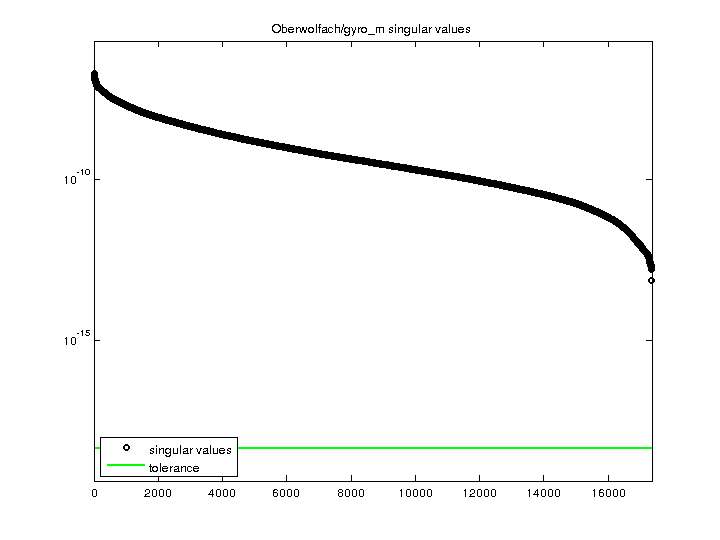 Oberwolfach/gyro_m singular values
10^-10
10^-15
singular values
tolerance
0 2000 4000 6000 8000 10000 12000 14000 16000